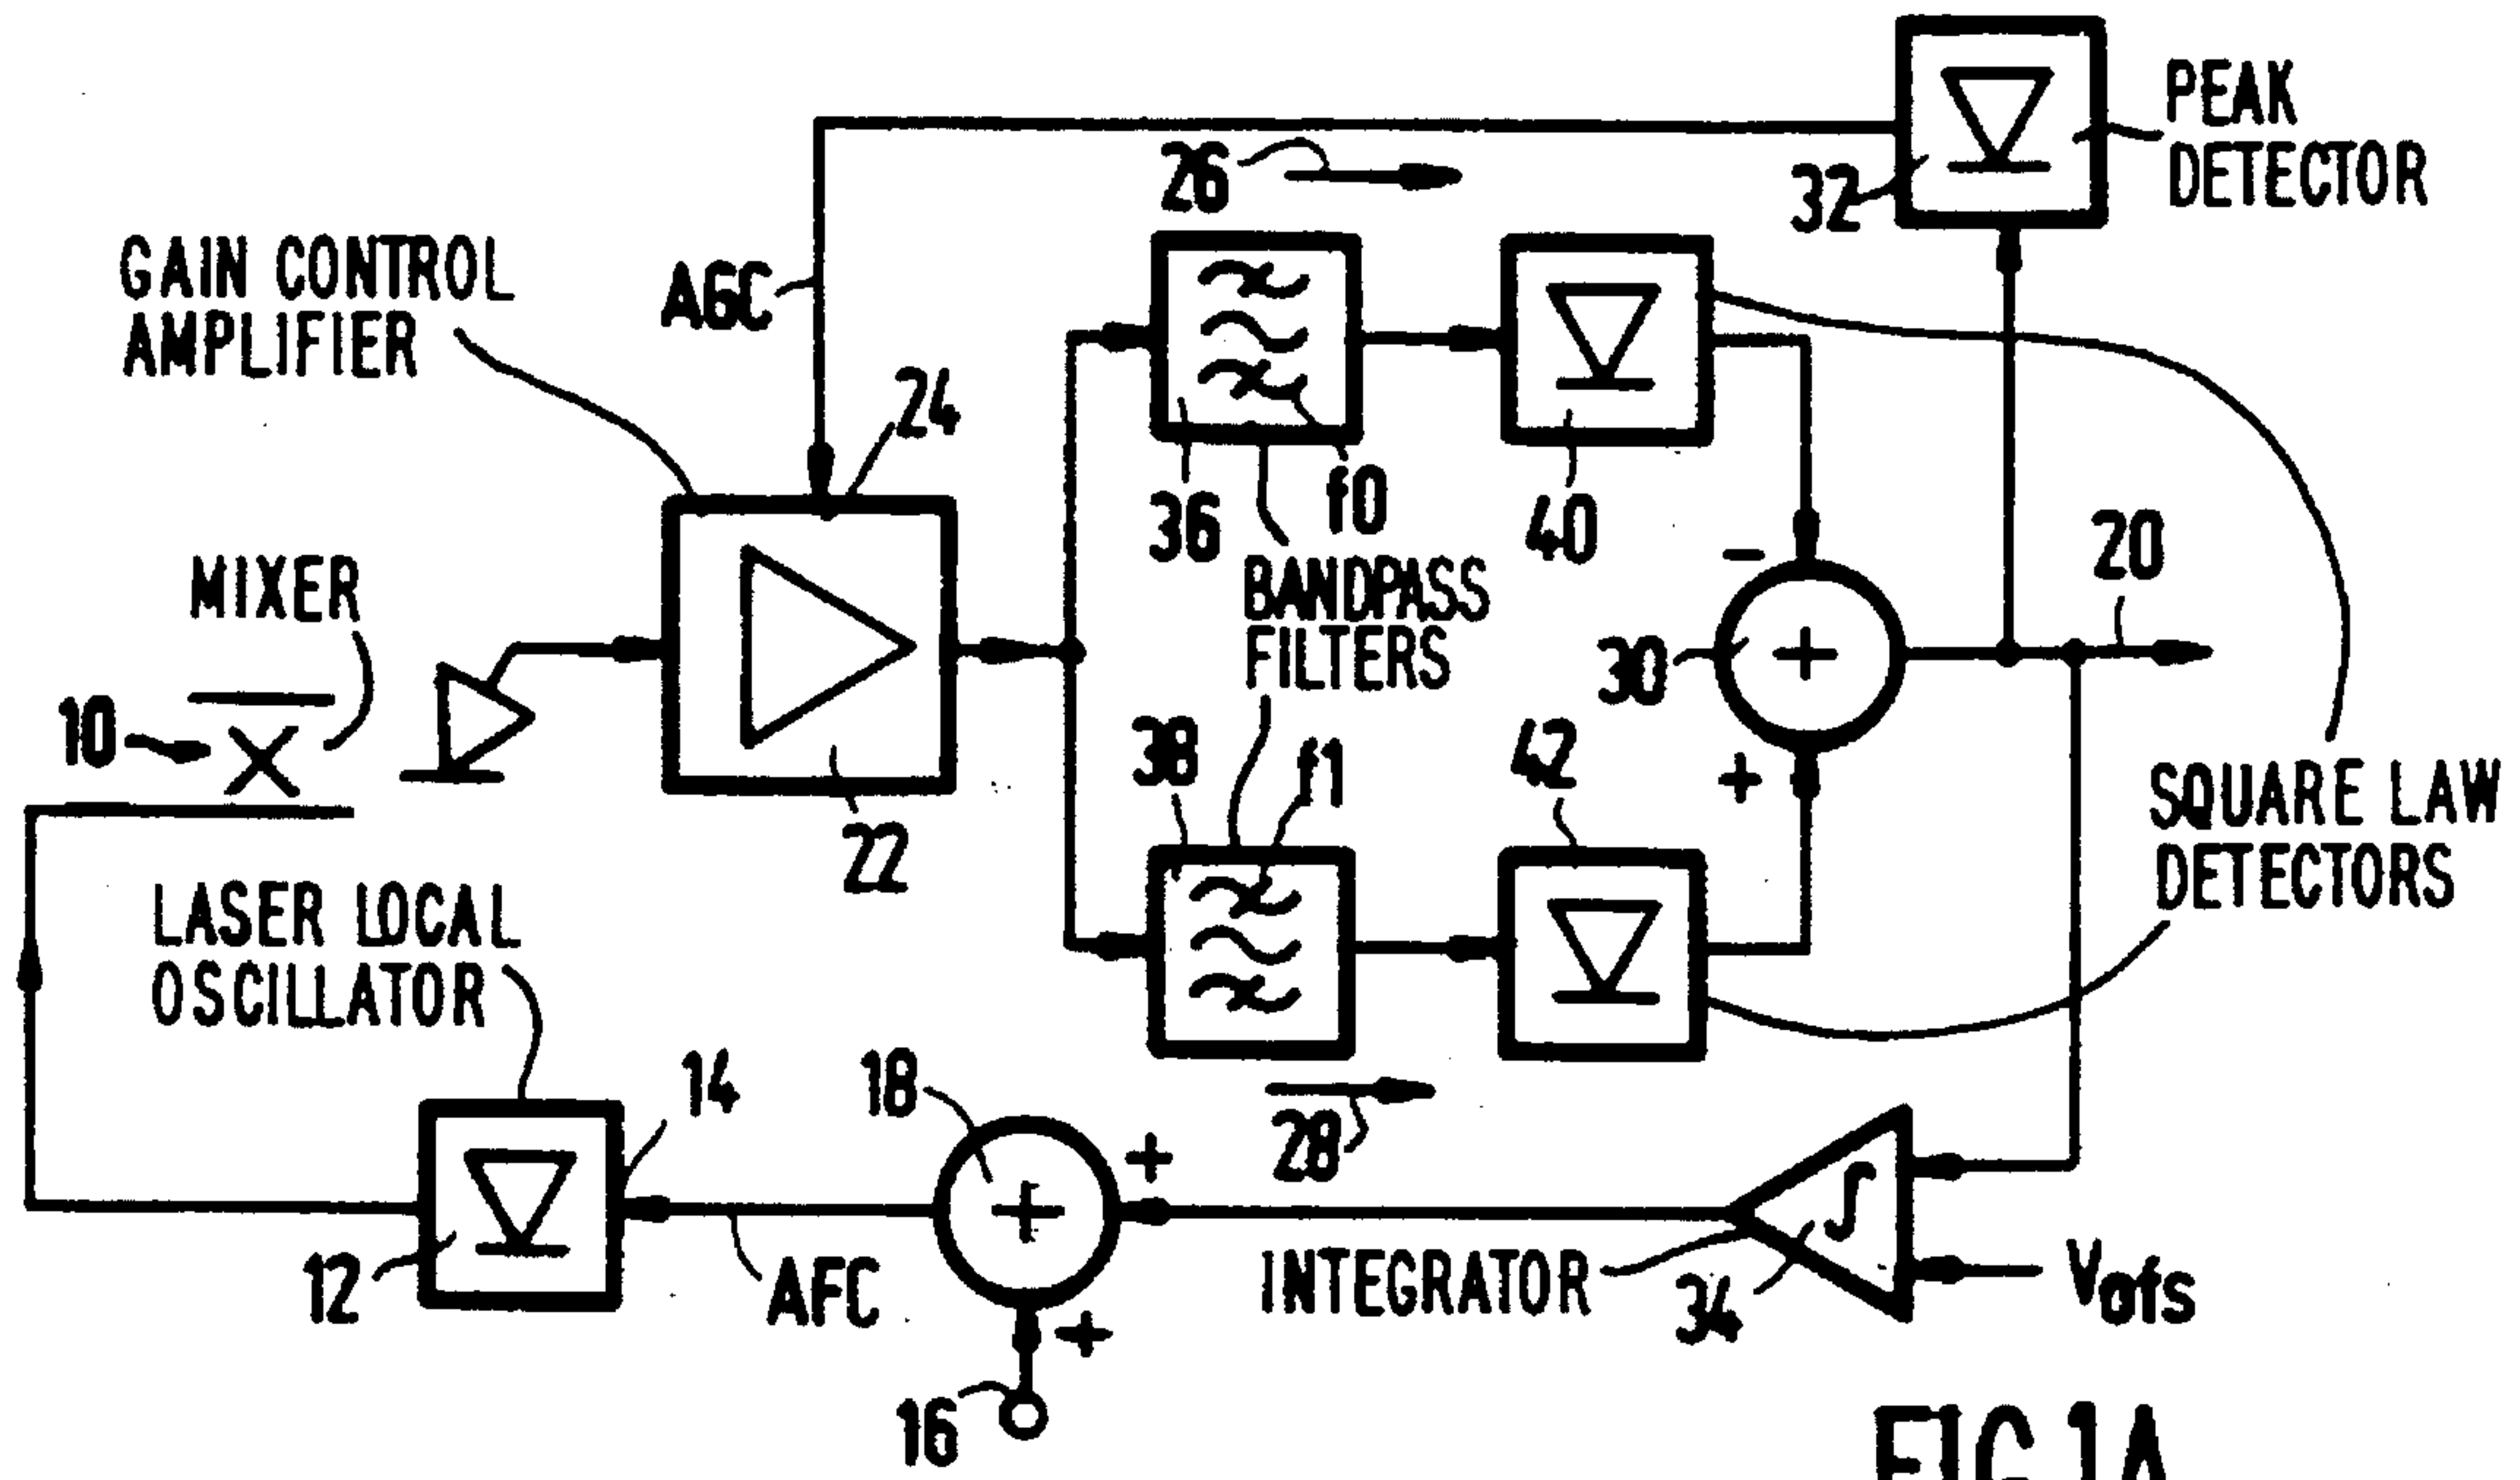 PEAK
DETECTOR
26
32
GAIN CONTROL
AMPLIFIER
AGC
24
36
f0
40
20
MIXER
BANDPASS
FILTERS
-
30
+
10
X
38
f1
42
+
SQUARE LAW
DETECTORS
22
LASER LOCAL
OSCILLATOR
14
18
+
28
+
∫
12
AFC
+
INTEGRATOR
34
Vafs
16
FIG.1A